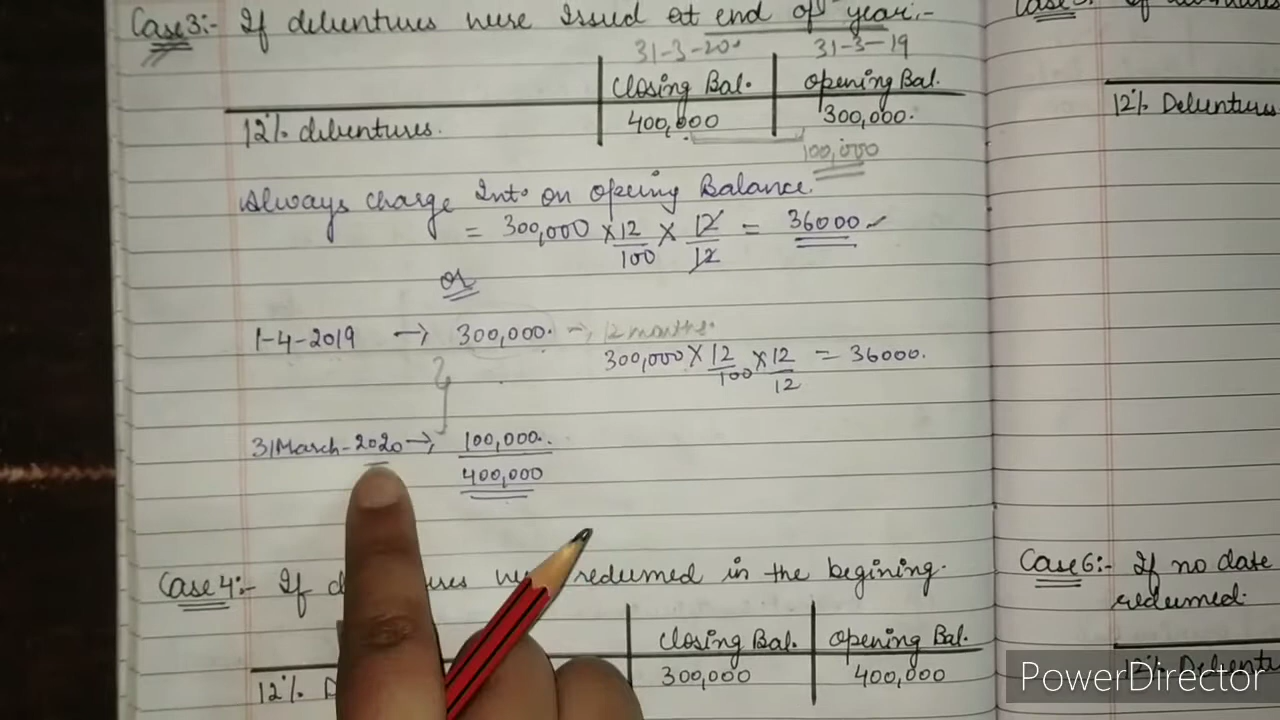 Case 3:- If debentures were Issued at end of year:-
31-3-20 31-3-19
Closing Bal. Opening Bal.
12% debentures. 400,000 300,000.
100,000
Always charge Int. on opening Balance.
= 300,000 × 12/100 × 12/12 = 36000
or
1-4-2019 → 300,000. → 12 months.
300,000 × 12/100 × 12/12 = 36000.
31 March-2020 → 100,000.
400,000
Case 4:- If redeemed in the begining.
Closing Bal. Opening Bal.
12% 300,000 400,000
12% Debentures
Case 6:- If no date
redeemed.
12% 
PowerDirector